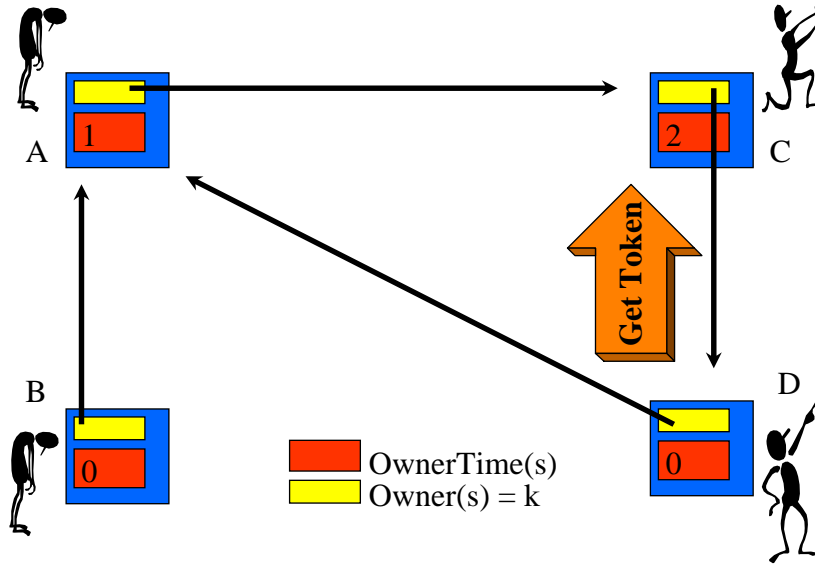 1
2
A
C
Get Token
B
D
0
0
OwnerTime(s)
Owner(s) = k